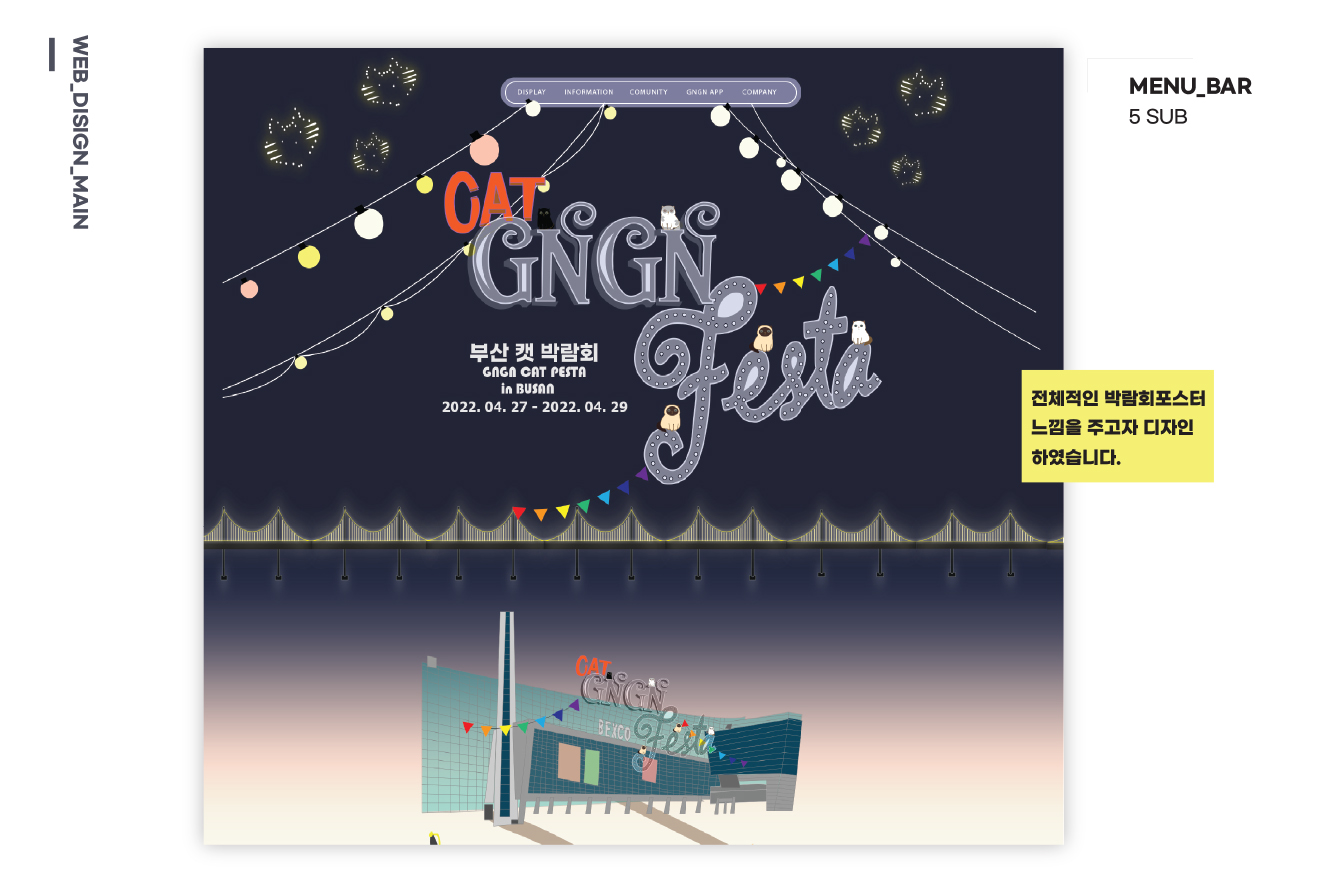 WEB_DISIGN_MAIN
DISPLAY INFORMATION COMUNITY GNGN APP COMPANY
MENU_BAR
5 SUB
CAT
GNGN
Festa
부산 캣 박람회
GNGN CAT PESTA
in BUSAN
2022. 04. 27 - 2022. 04. 29
전체적인 박람회포스터
느낌을 주고자 디자인
하였습니다.
CAT
GNGN
Festa
BEXCO